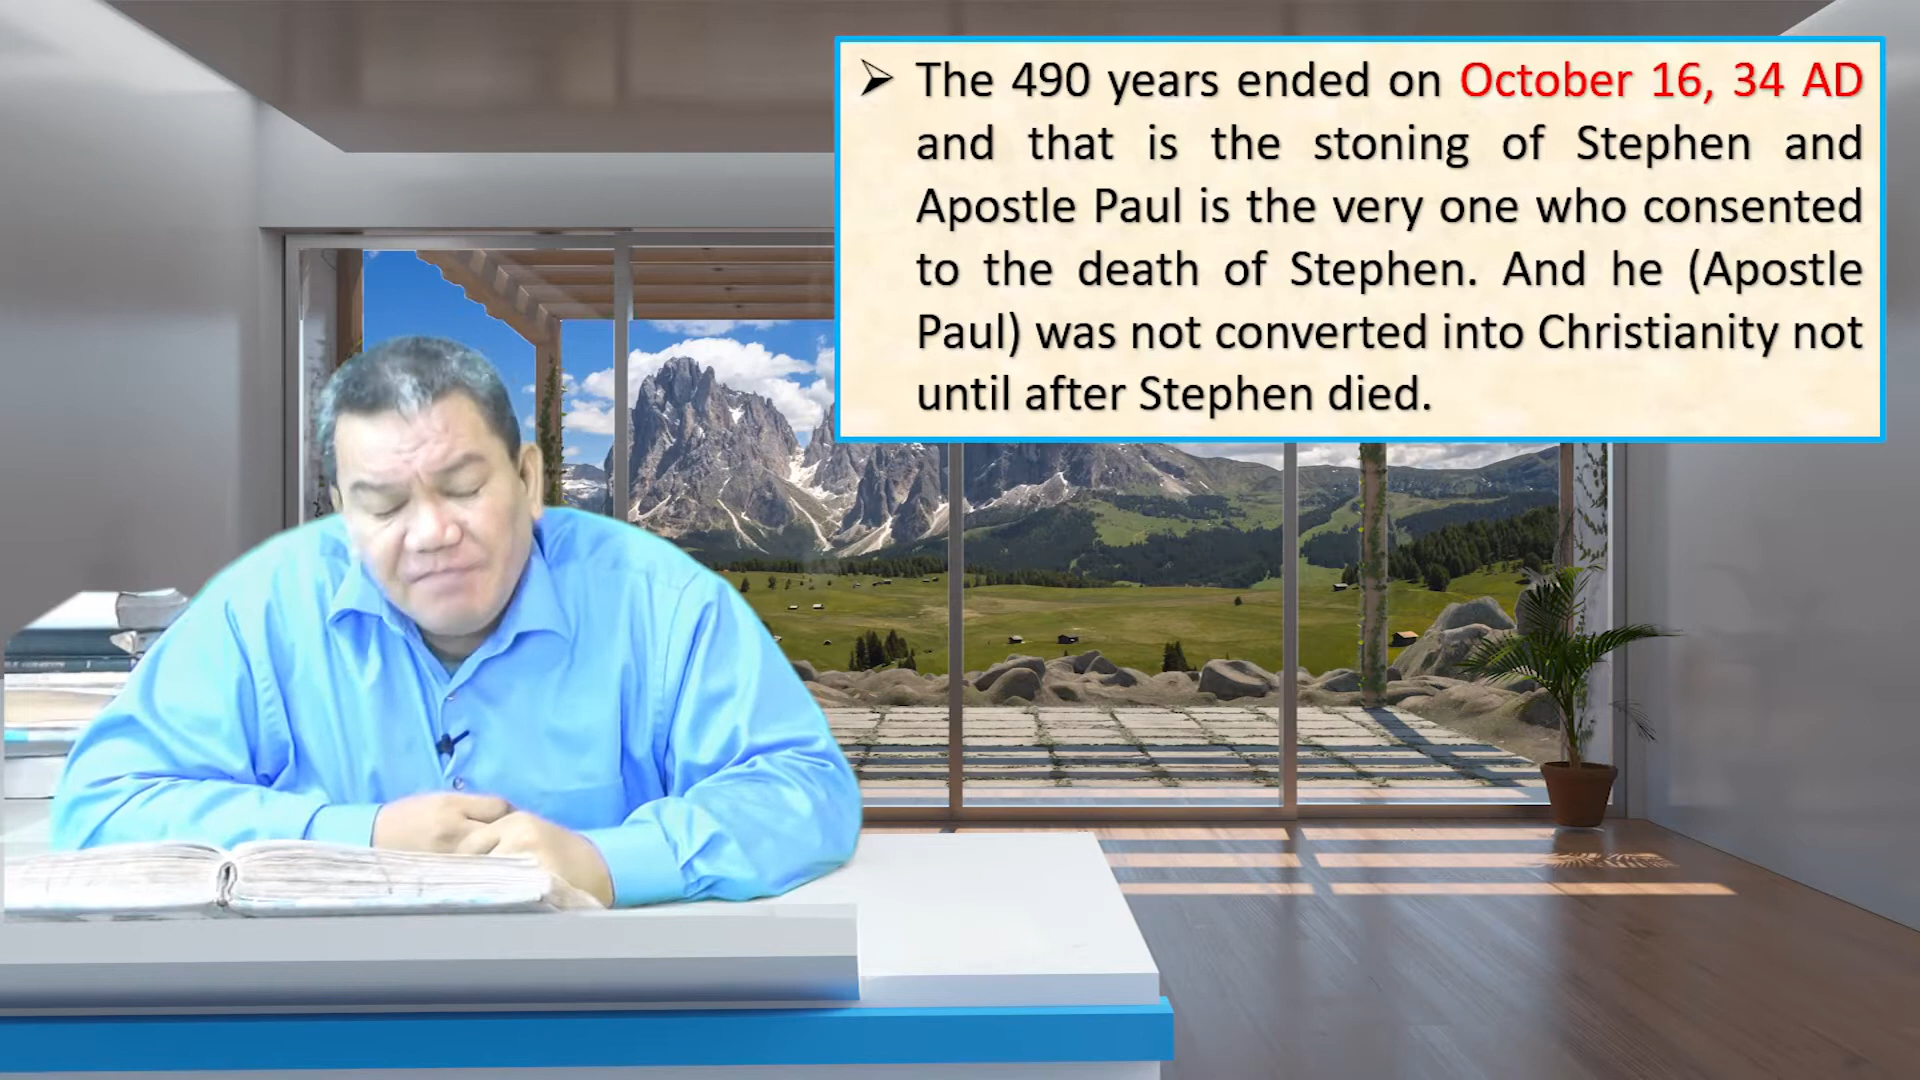 ➢ The 490 years ended on October 16, 34 AD
and that is the stoning of Stephen and
Apostle Paul is the very one who consented
to the death of Stephen. And he (Apostle
Paul) was not converted into Christianity not
until after Stephen died.